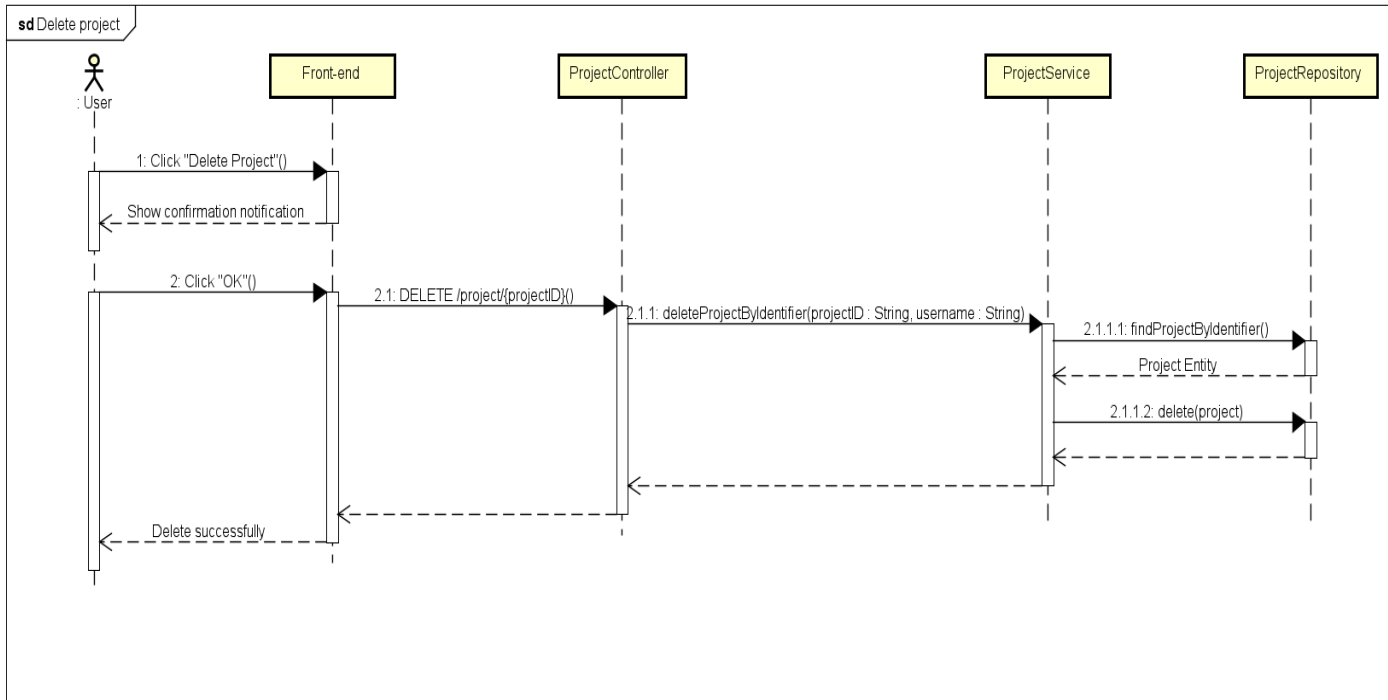 sd Delete project
: User
Front-end
ProjectController
ProjectService
ProjectRepository
1: Click "Delete Project"()
Show confirmation notification
2: Click "OK"()
2.1: DELETE /project/{projectID}()
2.1.1: deleteProjectByIdentifier(projectID : String, username : String)
2.1.1.1: findProjectByIdentifier()
Project Entity
2.1.1.2: delete(project)
Delete successfully